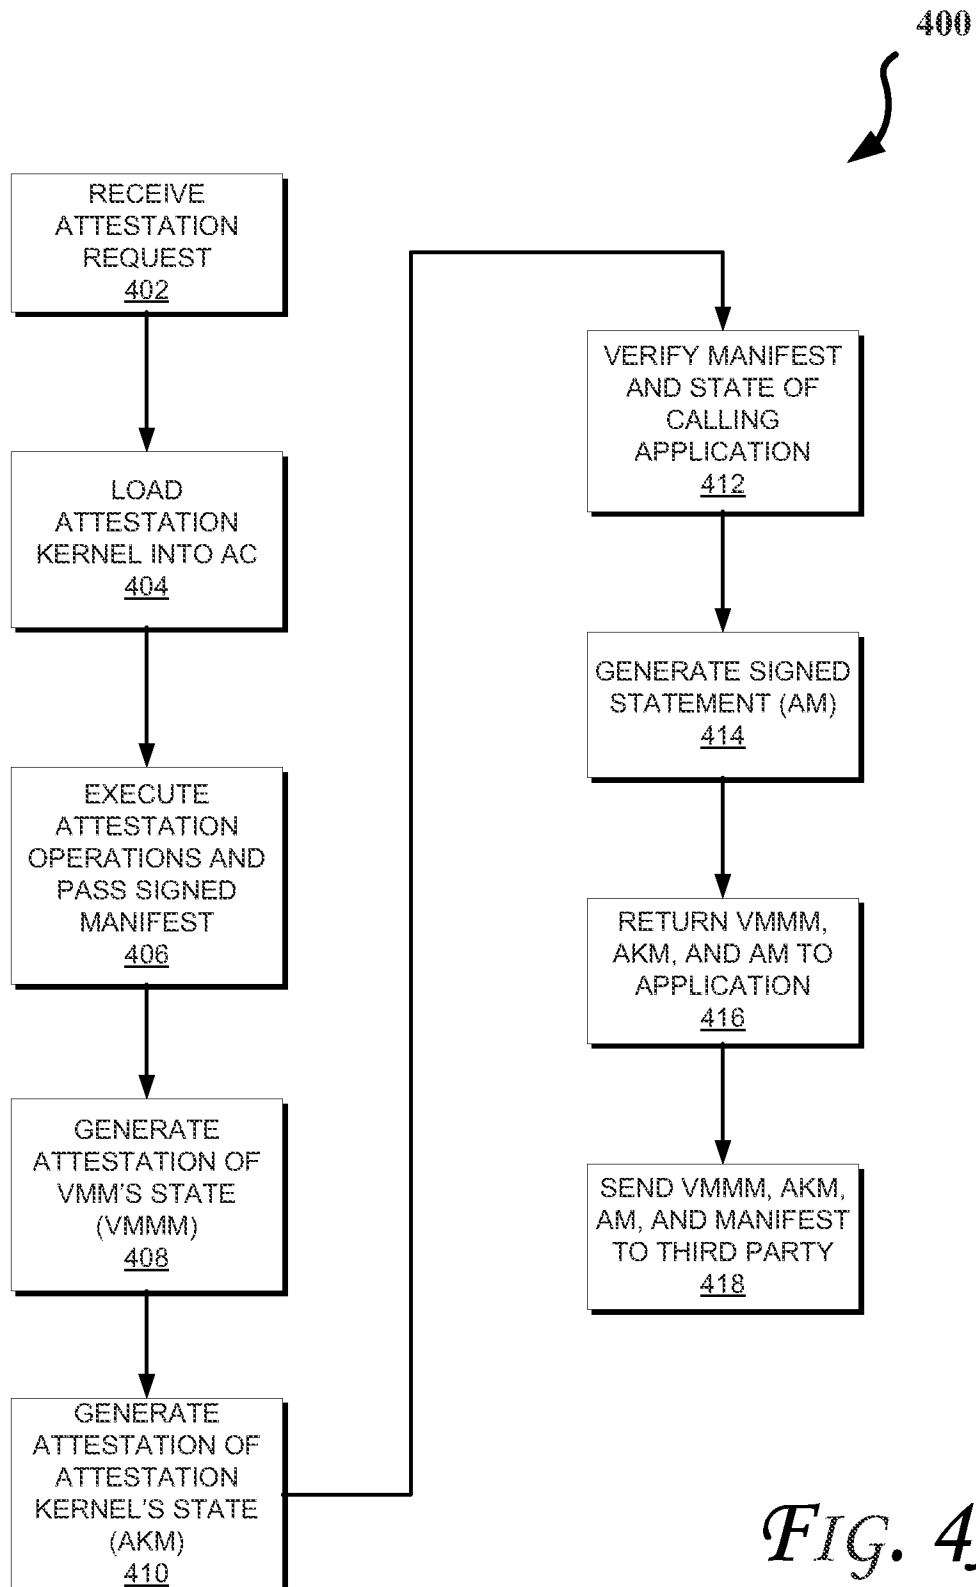 400
RECEIVE
ATTESTATION
REQUEST
402
LOAD
ATTESTATION
KERNEL INTO AC
404
EXECUTE
ATTESTATION
OPERATIONS AND
PASS SIGNED
MANIFEST
406
GENERATE
ATTESTATION OF
VMM'S STATE
(VMMM)
408
GENERATE
ATTESTATION OF
ATTESTATION
KERNEL'S STATE
(AKM)
410
VERIFY MANIFEST
AND STATE OF
CALLING
APPLICATION
412
GENERATE SIGNED
STATEMENT (AM)
414
RETURN VMMM,
AKM, AND AM TO
APPLICATION
416
SEND VMMM, AKM,
AM, AND MANIFEST
TO THIRD PARTY
418
FIG. 4